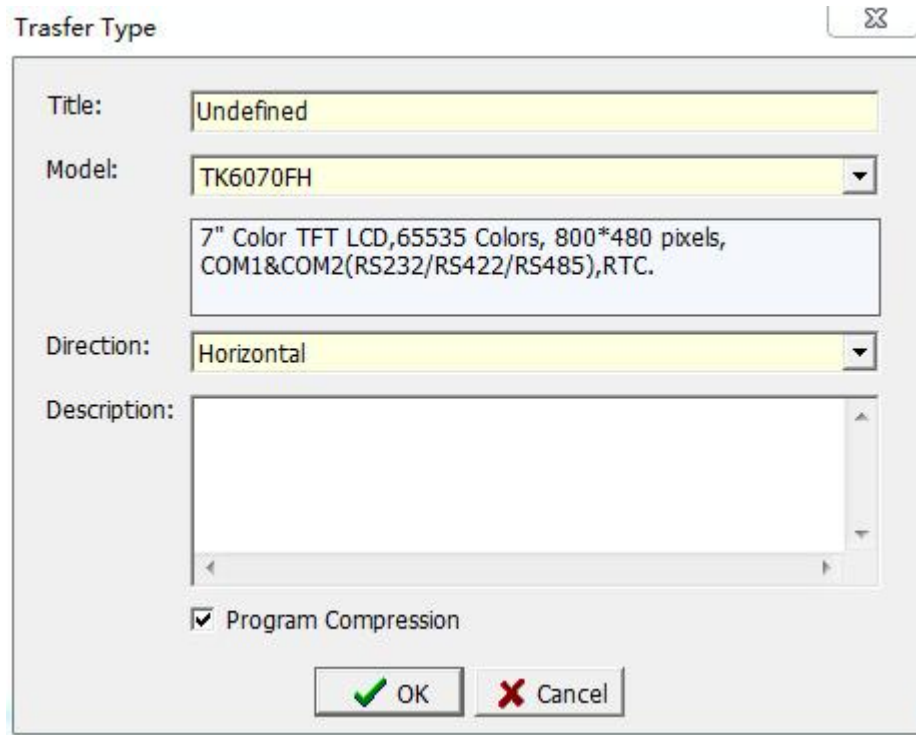 Trasfer Type
Title:
Undefined
Model:
TK6070FH
7" Color TFT LCD,65535 Colors, 800*480 pixels,
COM1&COM2(RS232/RS422/RS485),RTC.
Direction:
Horizontal
Description:
Program Compression
OK
Cancel